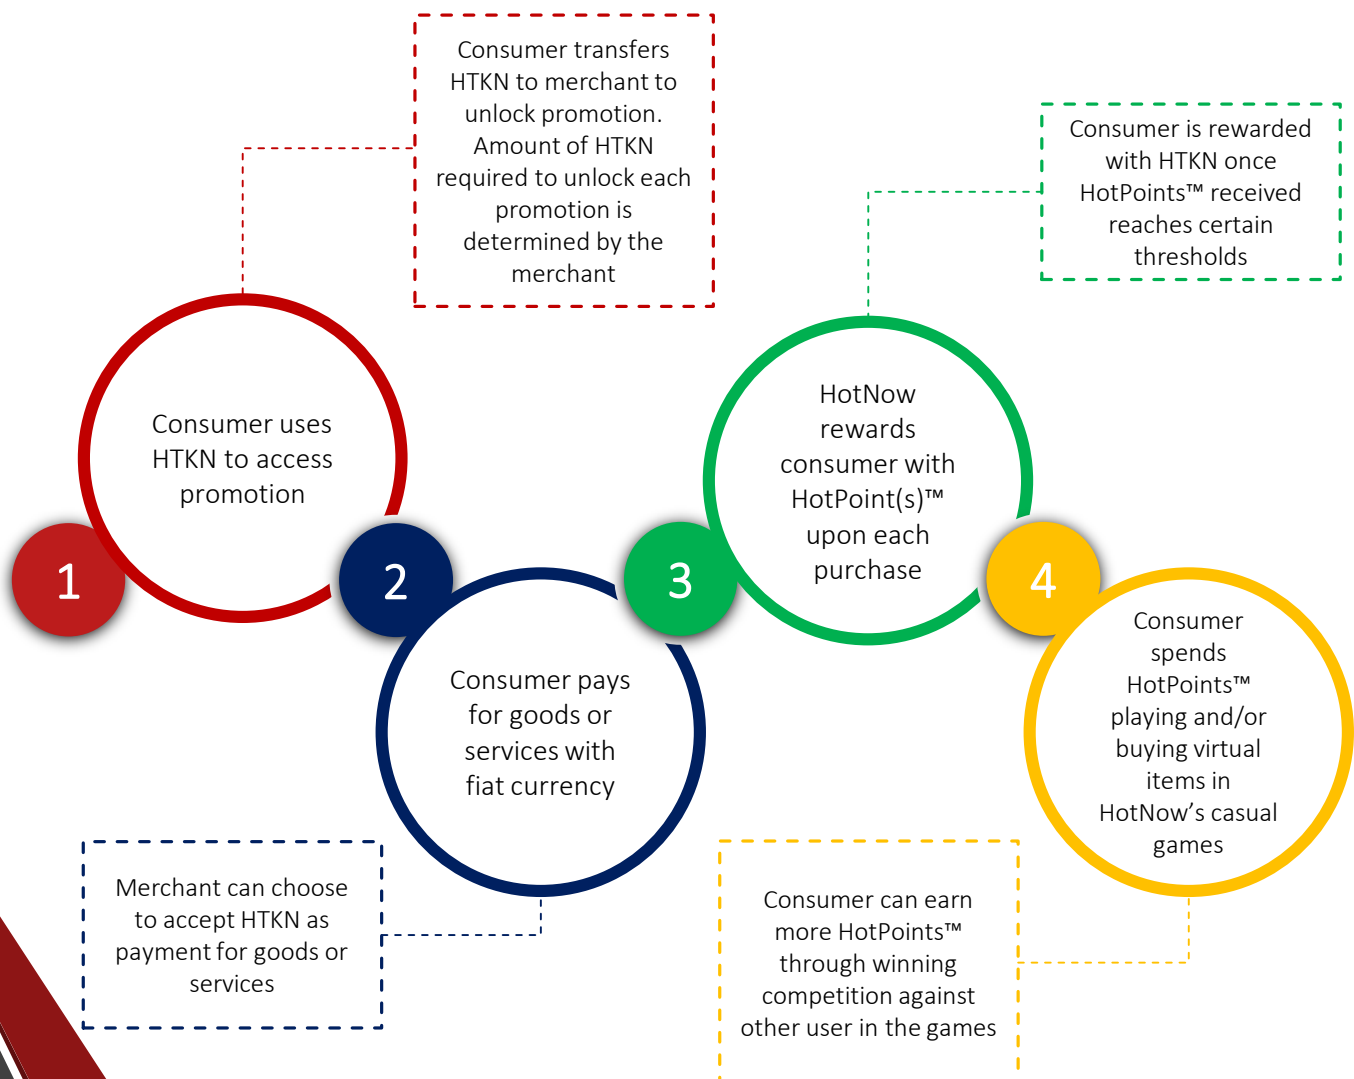 Consumer transfers
HTKN to merchant to
unlock promotion.
Amount of HTKN
required to unlock each
promotion is
determined by the
merchant
Consumer is rewarded
with HTKN once
HotPoints™ received
reaches certain
thresholds
1
Consumer uses
HTKN to access
promotion
2
Consumer pays
for goods or
services with
fiat currency
3
HotNow
rewards
consumer with
HotPoint(s)™
upon each
purchase
4
Consumer
spends
HotPoints™
playing and/or
buying virtual
items in
HotNow’s casual
games
Merchant can choose
to accept HTKN as
payment for goods or
services
Consumer can earn
more HotPoints™
through winning
competition against
other user in the games